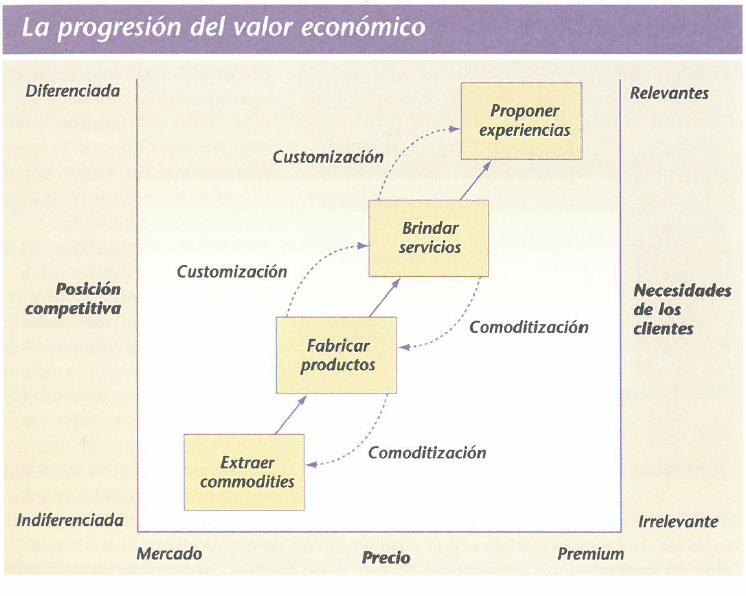 La progresión del valor económico
Diferenciada
Relevantes
Proponer
experiencias
Customización
Brindar
servicios
Customización
Posición
competitiva
Necesidades
de los
clientes
Comoditización
Fabricar
productos
Comoditización
Extraer
commodities
Indiferenciada
Irrelevante
Mercado
Precio
Premium